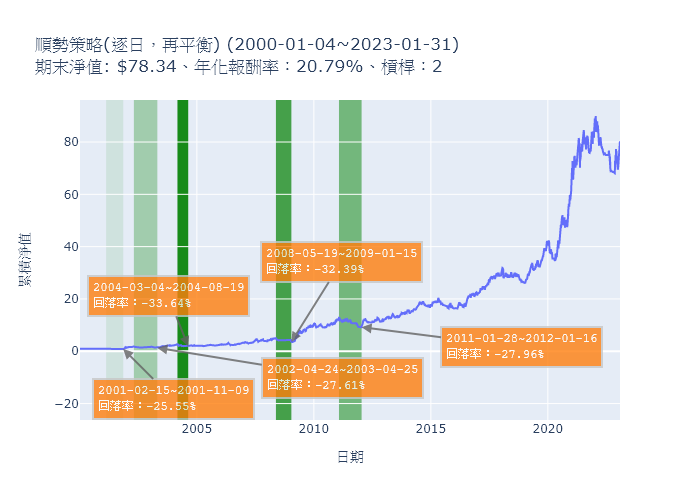 順勢策略(逐日，再平衡) (2000-01-04~2023-01-31)
期末淨值: $78.34、年化報酬率：20.79%、槓桿：2
累積淨值
80
60
40
20
0
−20
2008-05-19~2009-01-15
回落率：-32.39%
2004-03-04~2004-08-19
回落率：-33.64%
2011-01-28~2012-01-16
回落率：-27.96%
2002-04-24~2003-04-25
回落率：-27.61%
2001-02-15~2001-11-09
回落率：-25.55%
2005
2010
2015
2020
日期